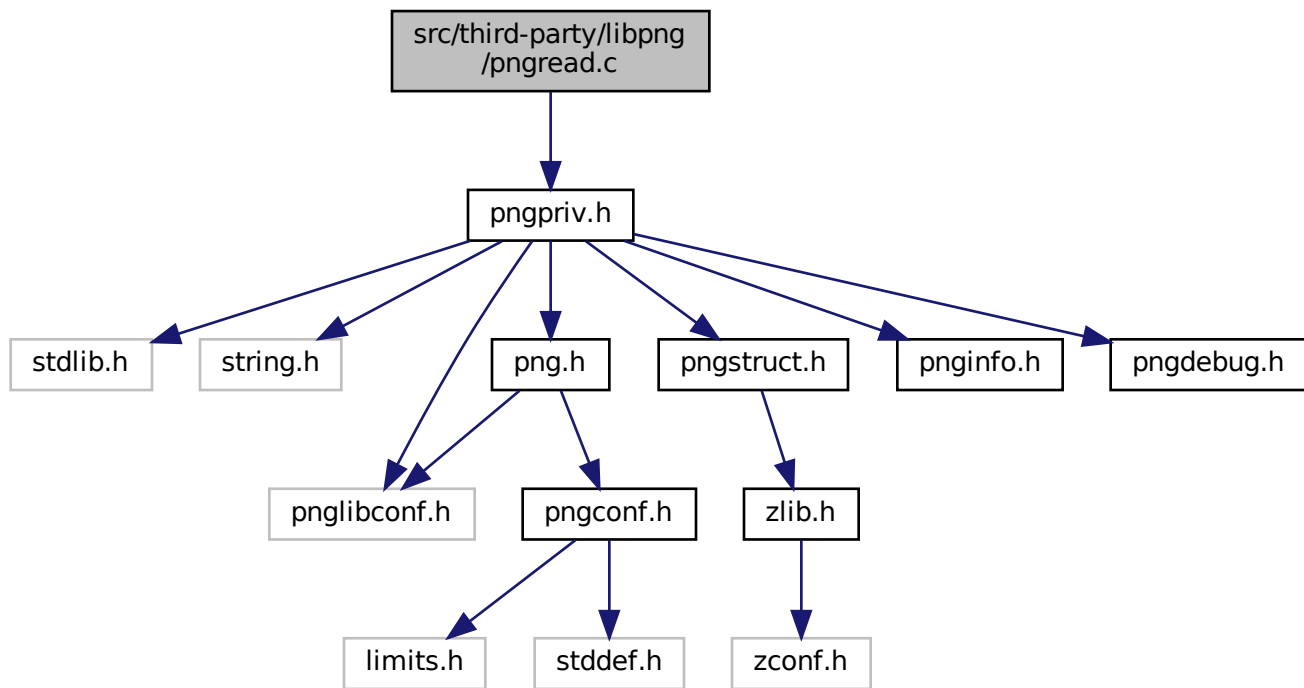 src/third-party/libpng
/pngread.c
pngpriv.h
stdlib.h
string.h
png.h
pngstruct.h
pnginfo.h
pngdebug.h
pnglibconf.h
pngconf.h
zlib.h
limits.h
stddef.h
zconf.h